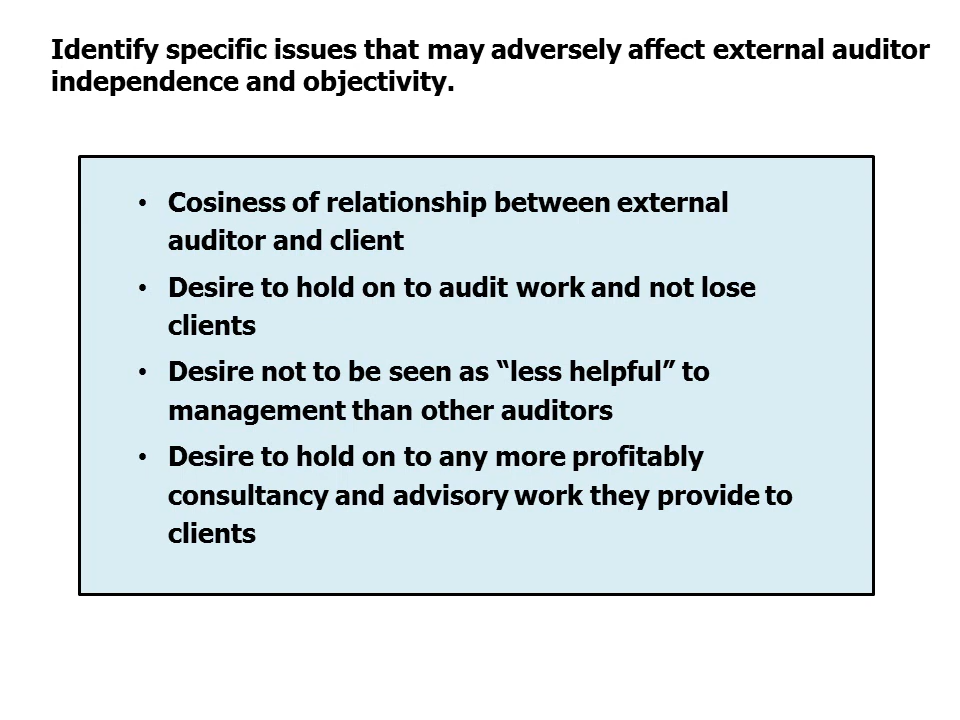 Identify specific issues that may adversely affect external auditor
independence and objectivity.
• Cosiness of relationship between external
auditor and client
• Desire to hold on to audit work and not lose
clients
• Desire not to be seen as “less helpful” to
management than other auditors
• Desire to hold on to any more profitably
consultancy and advisory work they provide to
clients